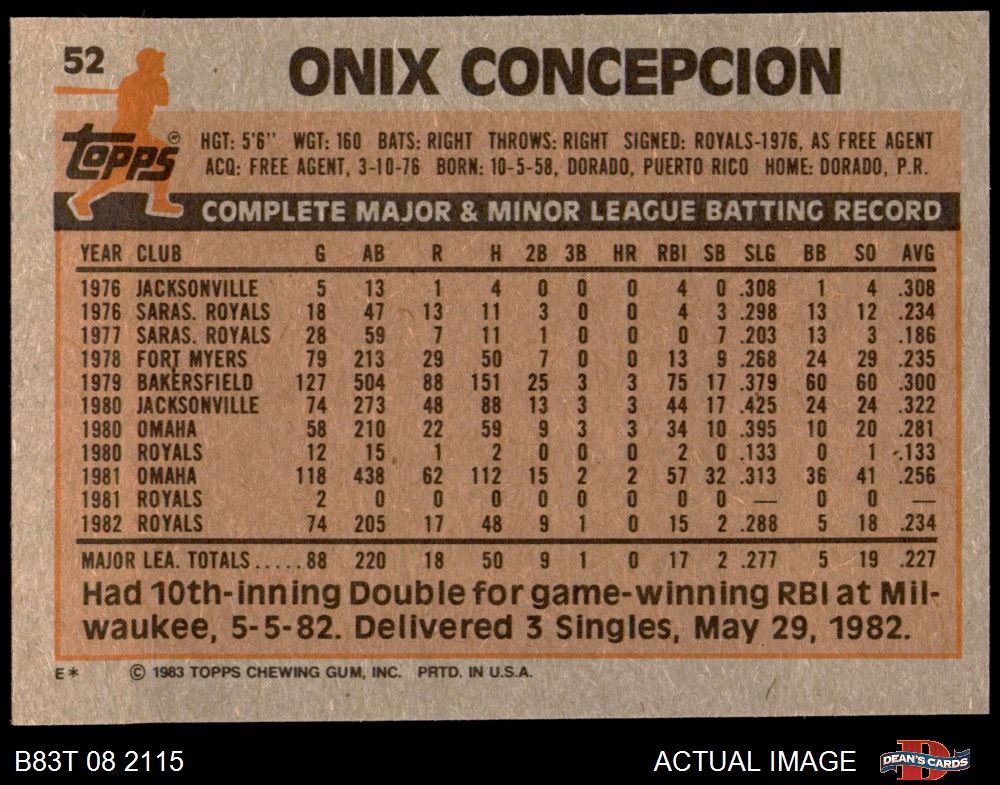 52
ONIX CONCEPCION
Topps®
HGT: 5'6" WGT: 160 BATS: RIGHT THROWS: RIGHT SIGNED: ROYALS-1976, AS FREE AGENT
ACQ: FREE AGENT, 3-10-76 BORN: 10-5-58, DORADO, PUERTO RICO HOME: DORADO, P.R.
COMPLETE MAJOR & MINOR LEAGUE BATTING RECORD
YEAR CLUB G AB R H 2B 3B HR RBI SB SLG BB SO AVG
1976 JACKSONVILLE 5 13 1 4 0 0 0 4 0 .308 1 4 .308
1976 SARAS. ROYALS 18 47 13 11 3 0 0 4 3 .298 13 12 .234
1977 SARAS. ROYALS 28 59 7 11 1 0 0 0 7 .203 13 3 .186
1978 FORT MYERS 79 213 29 50 7 0 0 13 9 .268 24 29 .235
1979 BAKERSFIELD 127 504 88 151 25 3 3 75 17 .379 60 60 .300
1980 JACKSONVILLE 74 273 48 88 13 3 3 44 17 .425 24 24 .322
1980 OMAHA 58 210 22 59 9 3 3 34 10 .395 10 20 .281
1980 ROYALS 12 15 1 2 0 0 0 2 0 .133 0 1 .133
1981 OMAHA 118 438 62 112 15 2 2 57 32 .313 36 41 .256
1981 ROYALS 2 0 0 0 0 0 0 0 0 — 0 0 —
1982 ROYALS 74 205 17 48 9 1 0 15 2 .288 5 18 .234
MAJOR LEA. TOTALS.....88 220 18 50 9 1 0 17 2 .277 5 19 .227
Had 10th-inning Double for game-winning RBI at Mil-
waukee, 5-5-82. Delivered 3 Singles, May 29, 1982.
E* © 1983 TOPPS CHEWING GUM, INC. PRTD. IN U.S.A.
B83T 08 2115 ACTUAL IMAGE D DEAN'S CARDS